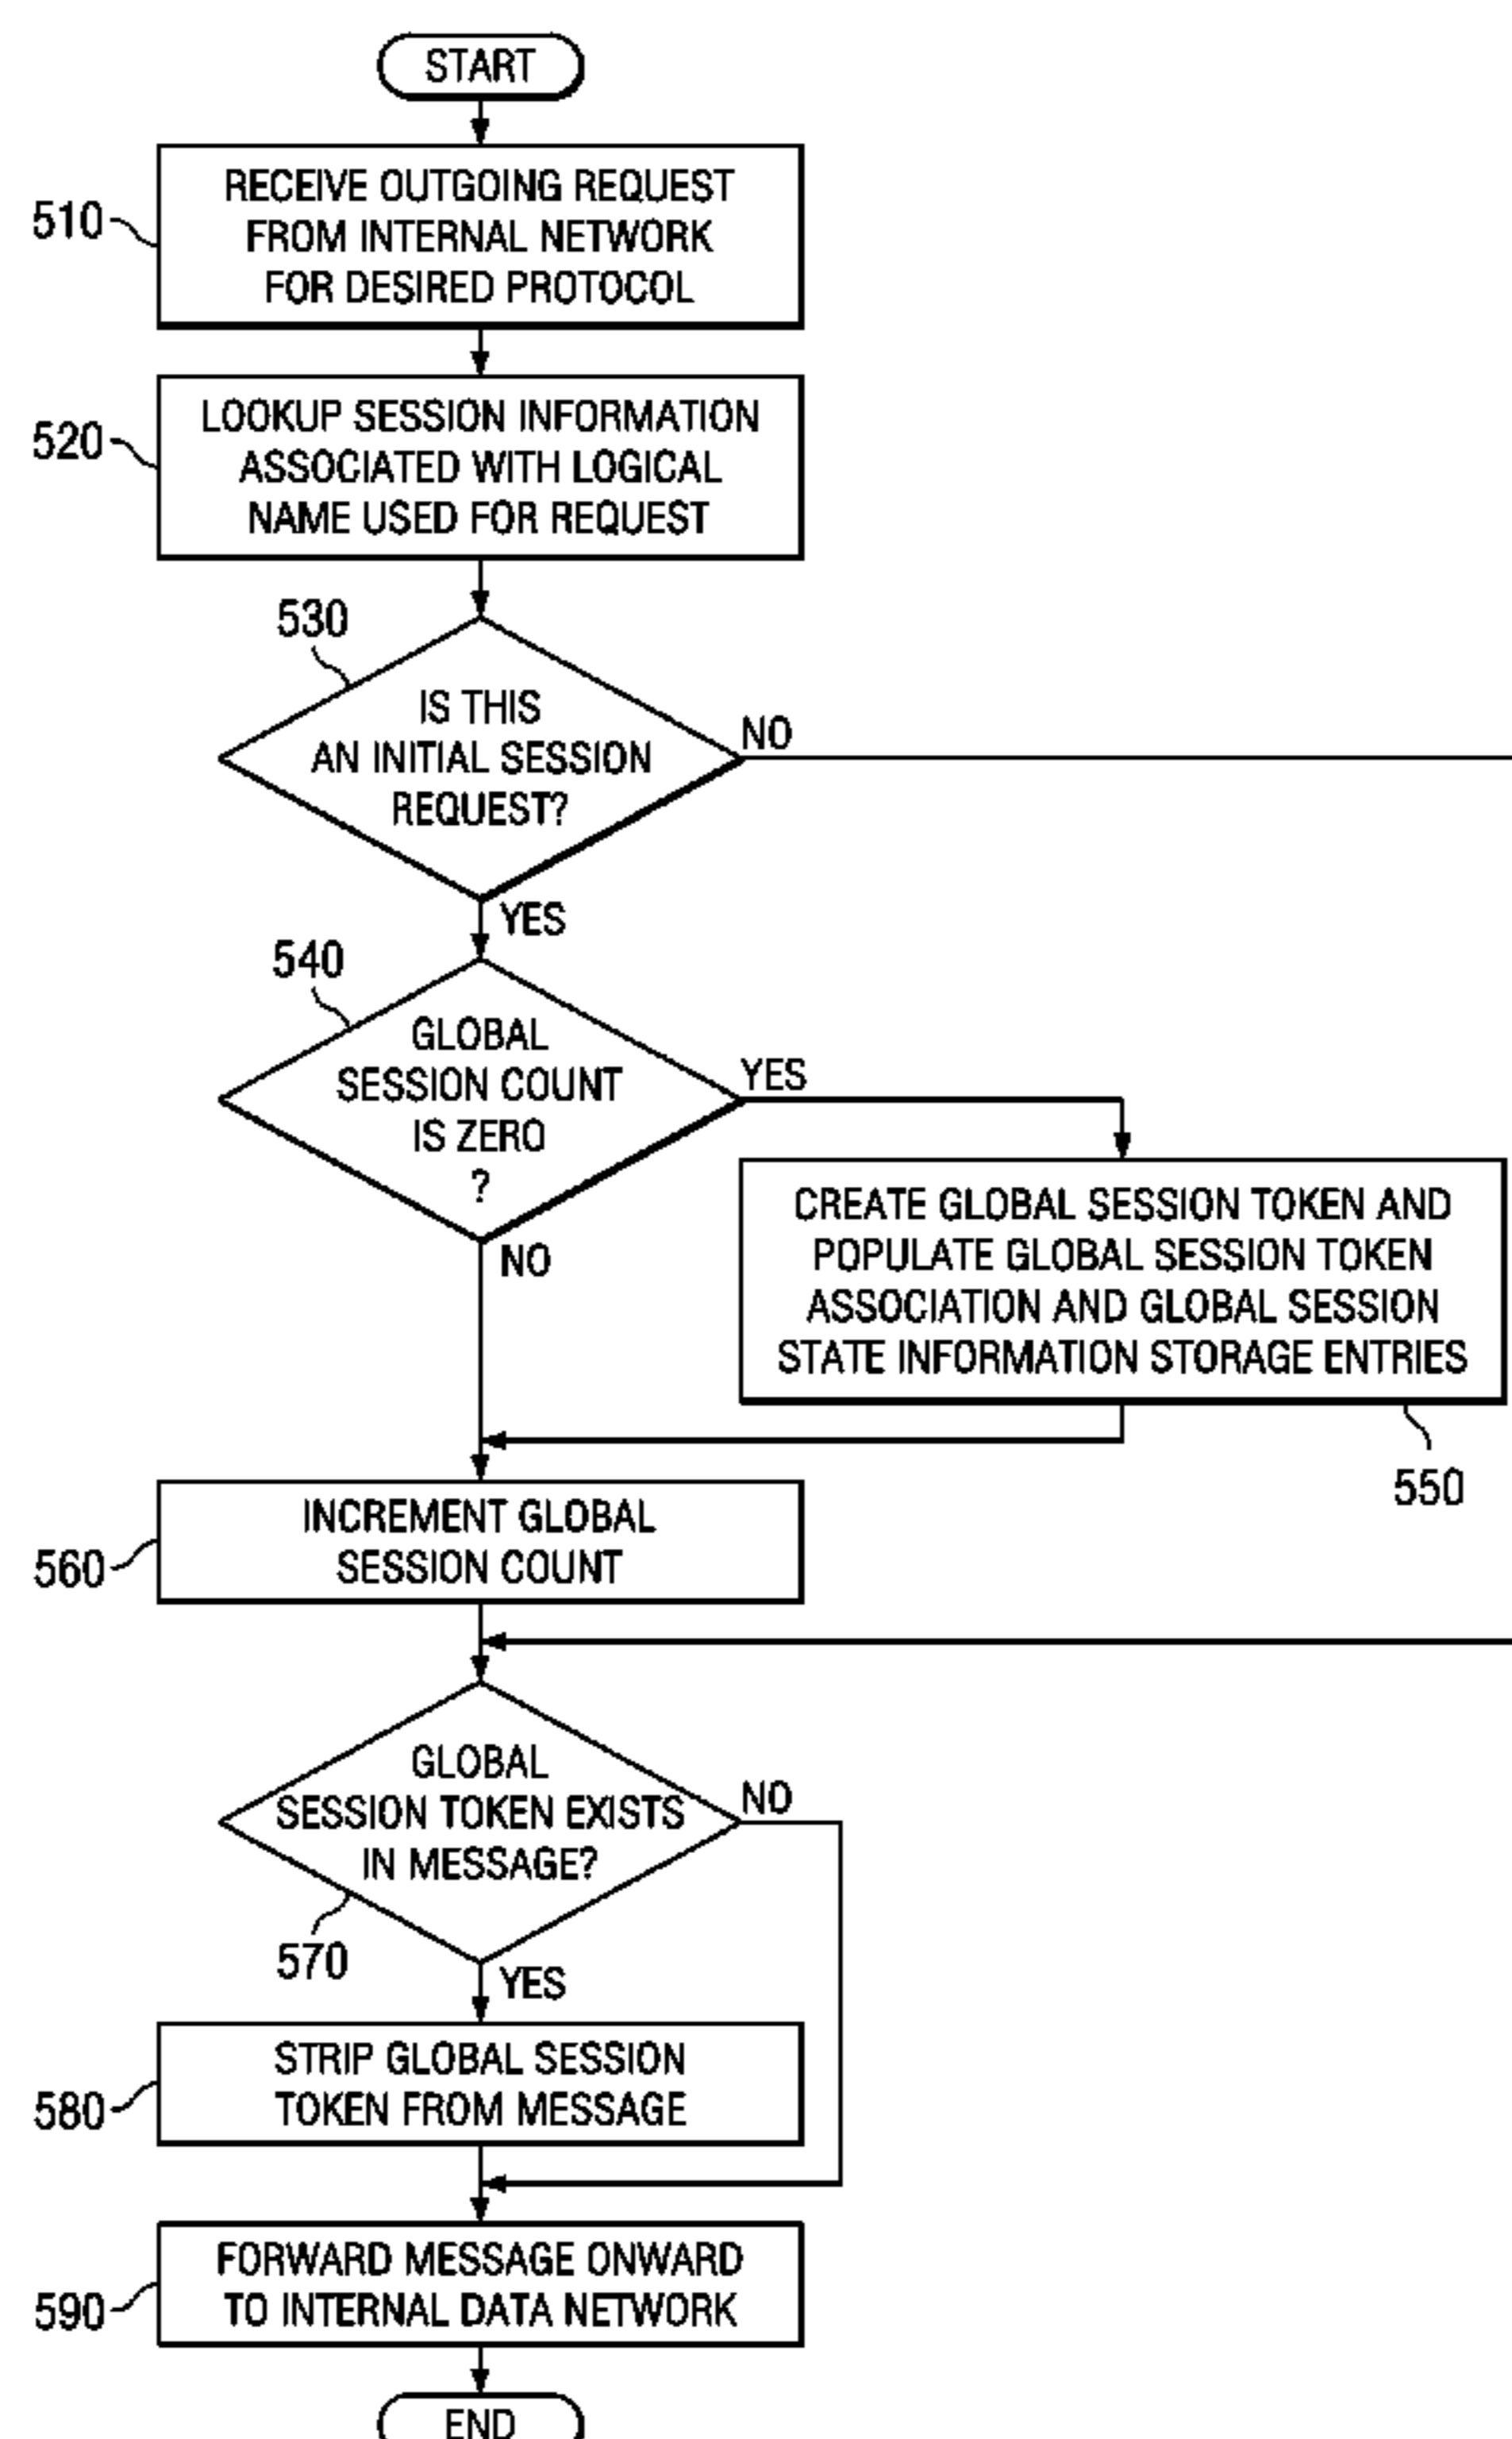 START
510
RECEIVE OUTGOING REQUEST
FROM INTERNAL NETWORK
FOR DESIRED PROTOCOL
520
LOOKUP SESSION INFORMATION
ASSOCIATED WITH LOGICAL
NAME USED FOR REQUEST
530
IS THIS
AN INITIAL SESSION
REQUEST?
NO
YES
540
GLOBAL
SESSION COUNT
IS ZERO
?
YES
NO
CREATE GLOBAL SESSION TOKEN AND
POPULATE GLOBAL SESSION TOKEN
ASSOCIATION AND GLOBAL SESSION
STATE INFORMATION STORAGE ENTRIES
550
560
INCREMENT GLOBAL
SESSION COUNT
GLOBAL
SESSION TOKEN EXISTS
IN MESSAGE?
NO
570
YES
580
STRIP GLOBAL SESSION
TOKEN FROM MESSAGE
590
FORWARD MESSAGE ONWARD
TO INTERNAL DATA NETWORK
END